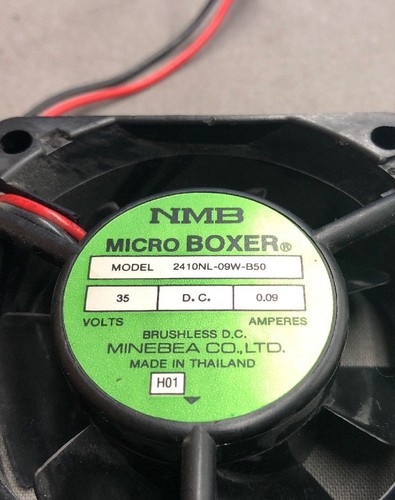 NMB
MICRO BOXER®
MODEL 2410NL-09W-B50
35 D.C. 0.09
VOLTS AMPERES
BRUSHLESS D.C.
MINEBEA CO., LTD.
MADE IN THAILAND
H01